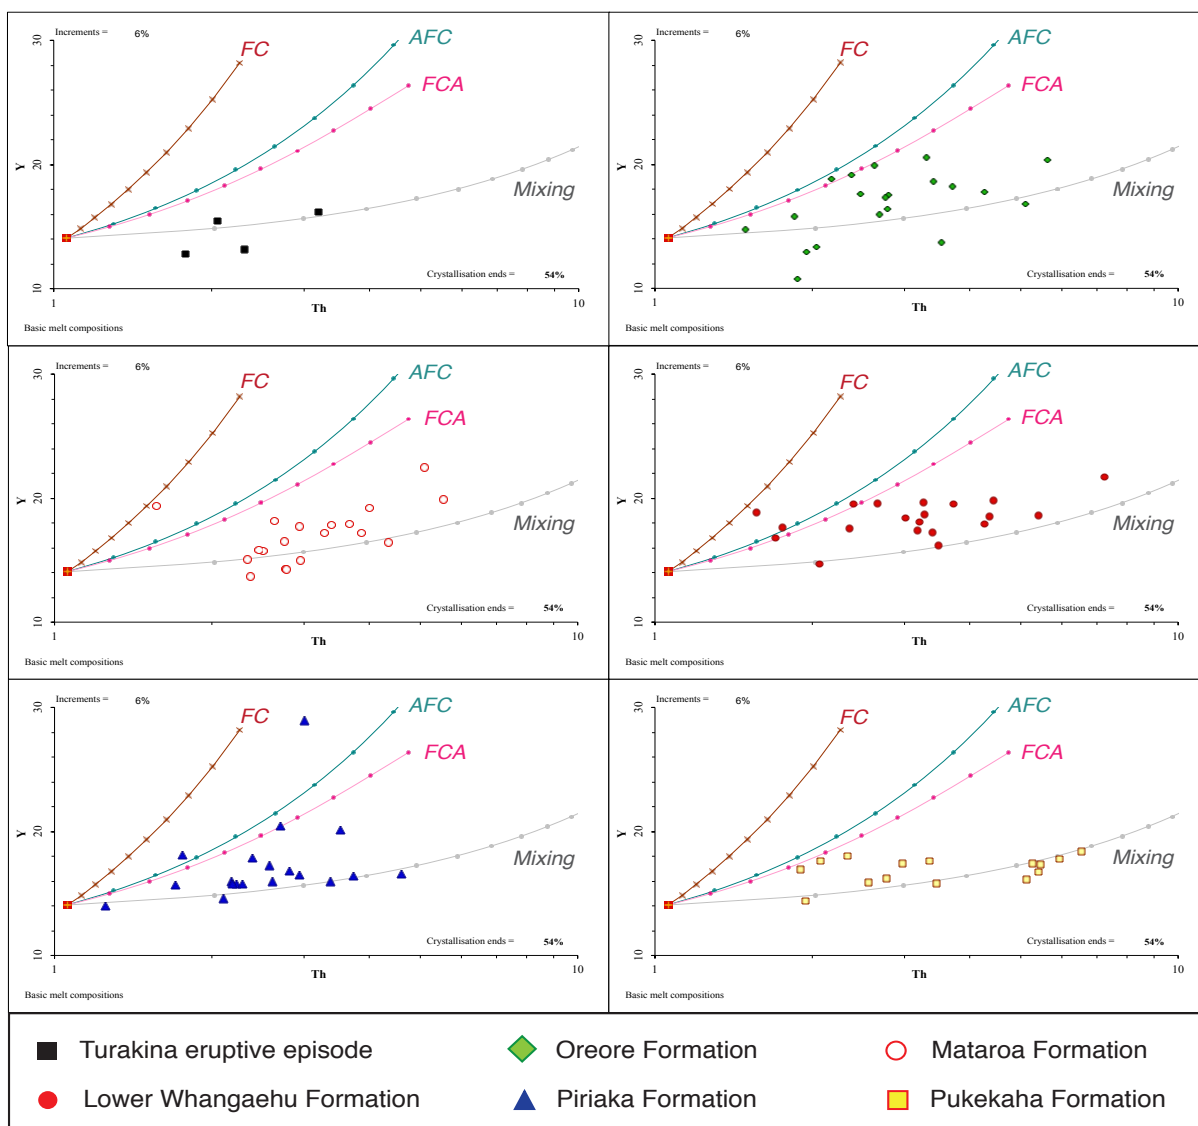 Increments = 6%
30
20
10
Y
FC
AFC
FCA
Mixing
Crystallisation ends = 54%
1
10
Th
Basic melt compositions
Increments = 6%
30
20
10
Y
FC
AFC
FCA
Mixing
Crystallisation ends = 54%
1
10
Th
Basic melt compositions
Increments = 6%
30
20
10
Y
FC
AFC
FCA
Mixing
Crystallisation ends = 54%
1
10
Th
Basic melt compositions
Increments = 6%
30
20
10
Y
FC
AFC
FCA
Mixing
Crystallisation ends = 54%
1
10
Th
Basic melt compositions
Increments = 6%
30
20
10
Y
FC
AFC
FCA
Mixing
Crystallisation ends = 54%
1
10
Th
Basic melt compositions
Increments = 6%
30
20
10
Y
FC
AFC
FCA
Mixing
Crystallisation ends = 54%
1
10
Th
Basic melt compositions
Turakina eruptive episode
Oreore Formation
Mataroa Formation
Lower Whangaehu Formation
Piriaka Formation
Pukekaha Formation